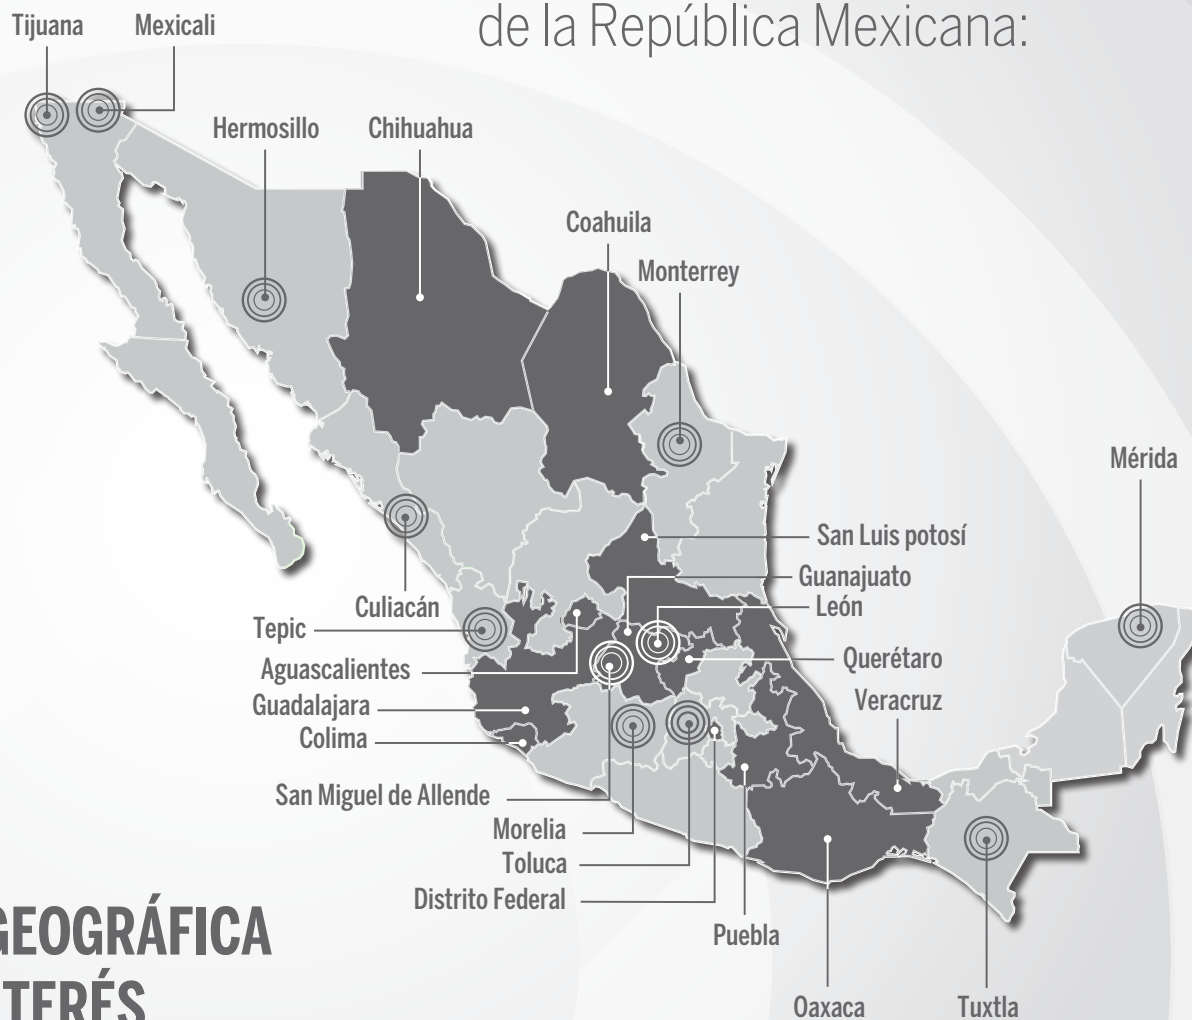 de la República Mexicana:
Tijuana
Mexicali
Hermosillo
Chihuahua
Coahuila
Monterrey
Mérida
San Luis potosí
Guanajuato
León
Culiacán
Tepic
Aguascalientes
Querétaro
Guadalajara
Veracruz
Colima
San Miguel de Allende
Morelia
Toluca
Distrito Federal
Puebla
Oaxaca
Tuxtla
GEOGRÁFICA